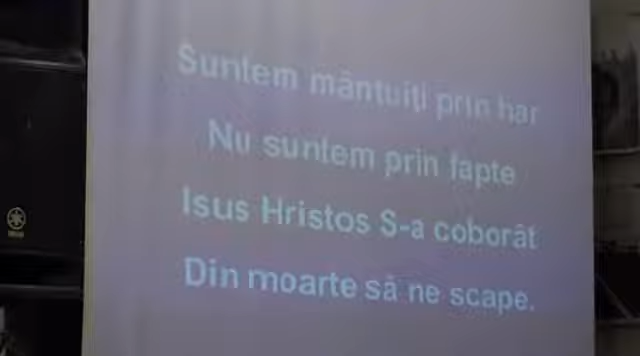 Suntem mântuiți prin har
Nu suntem prin fapte
Isus Hristos S-a coborât
Din moarte să ne scape.